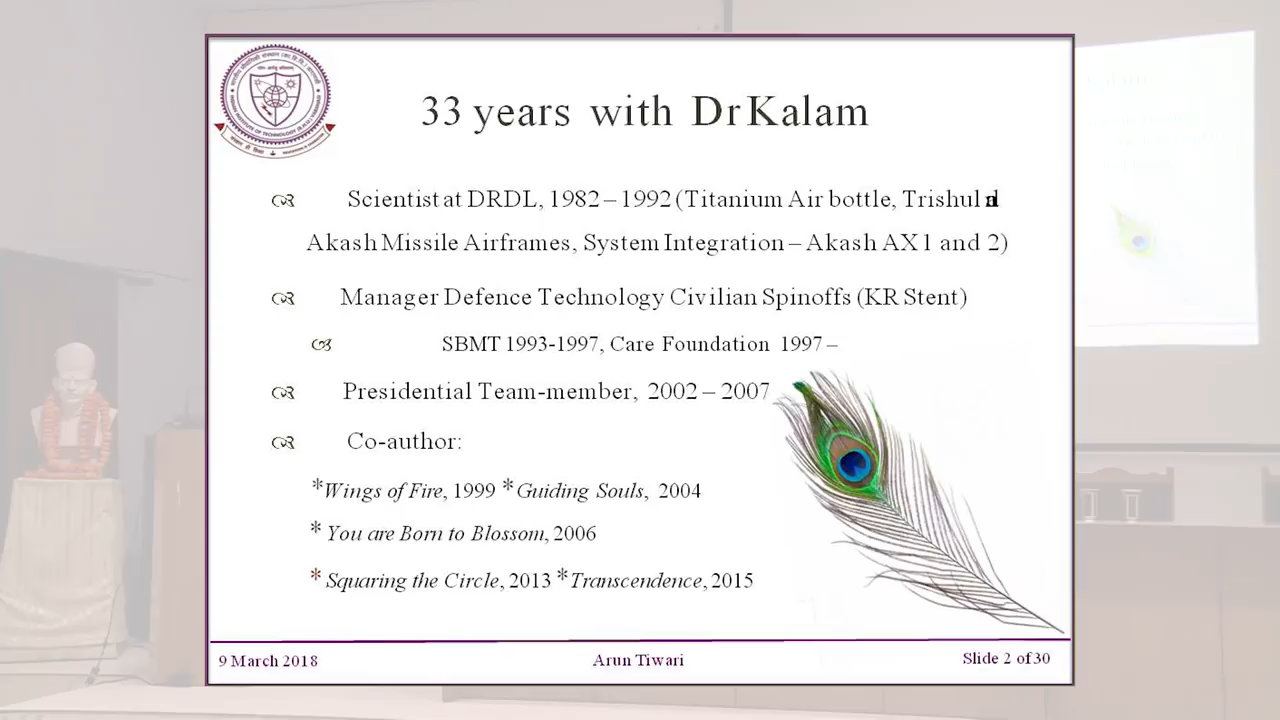 33 years with Dr Kalam
Scientist at DRDL, 1982 – 1992 (Titanium Air bottle, Trishul
Akash Missile Airframes, System Integration – Akash AX 1 and 2)
Manager Defence Technology Civilian Spinoffs (KR Stent)
SBMT 1993-1997, Care Foundation 1997 –
Presidential Team-member, 2002 – 2007
Co-author:
*Wings of Fire, 1999 *Guiding Souls, 2004
* You are Born to Blossom, 2006
* Squaring the Circle, 2013 *Transcendence, 2015
9 March 2018
Arun Tiwari
Slide 2 of 30